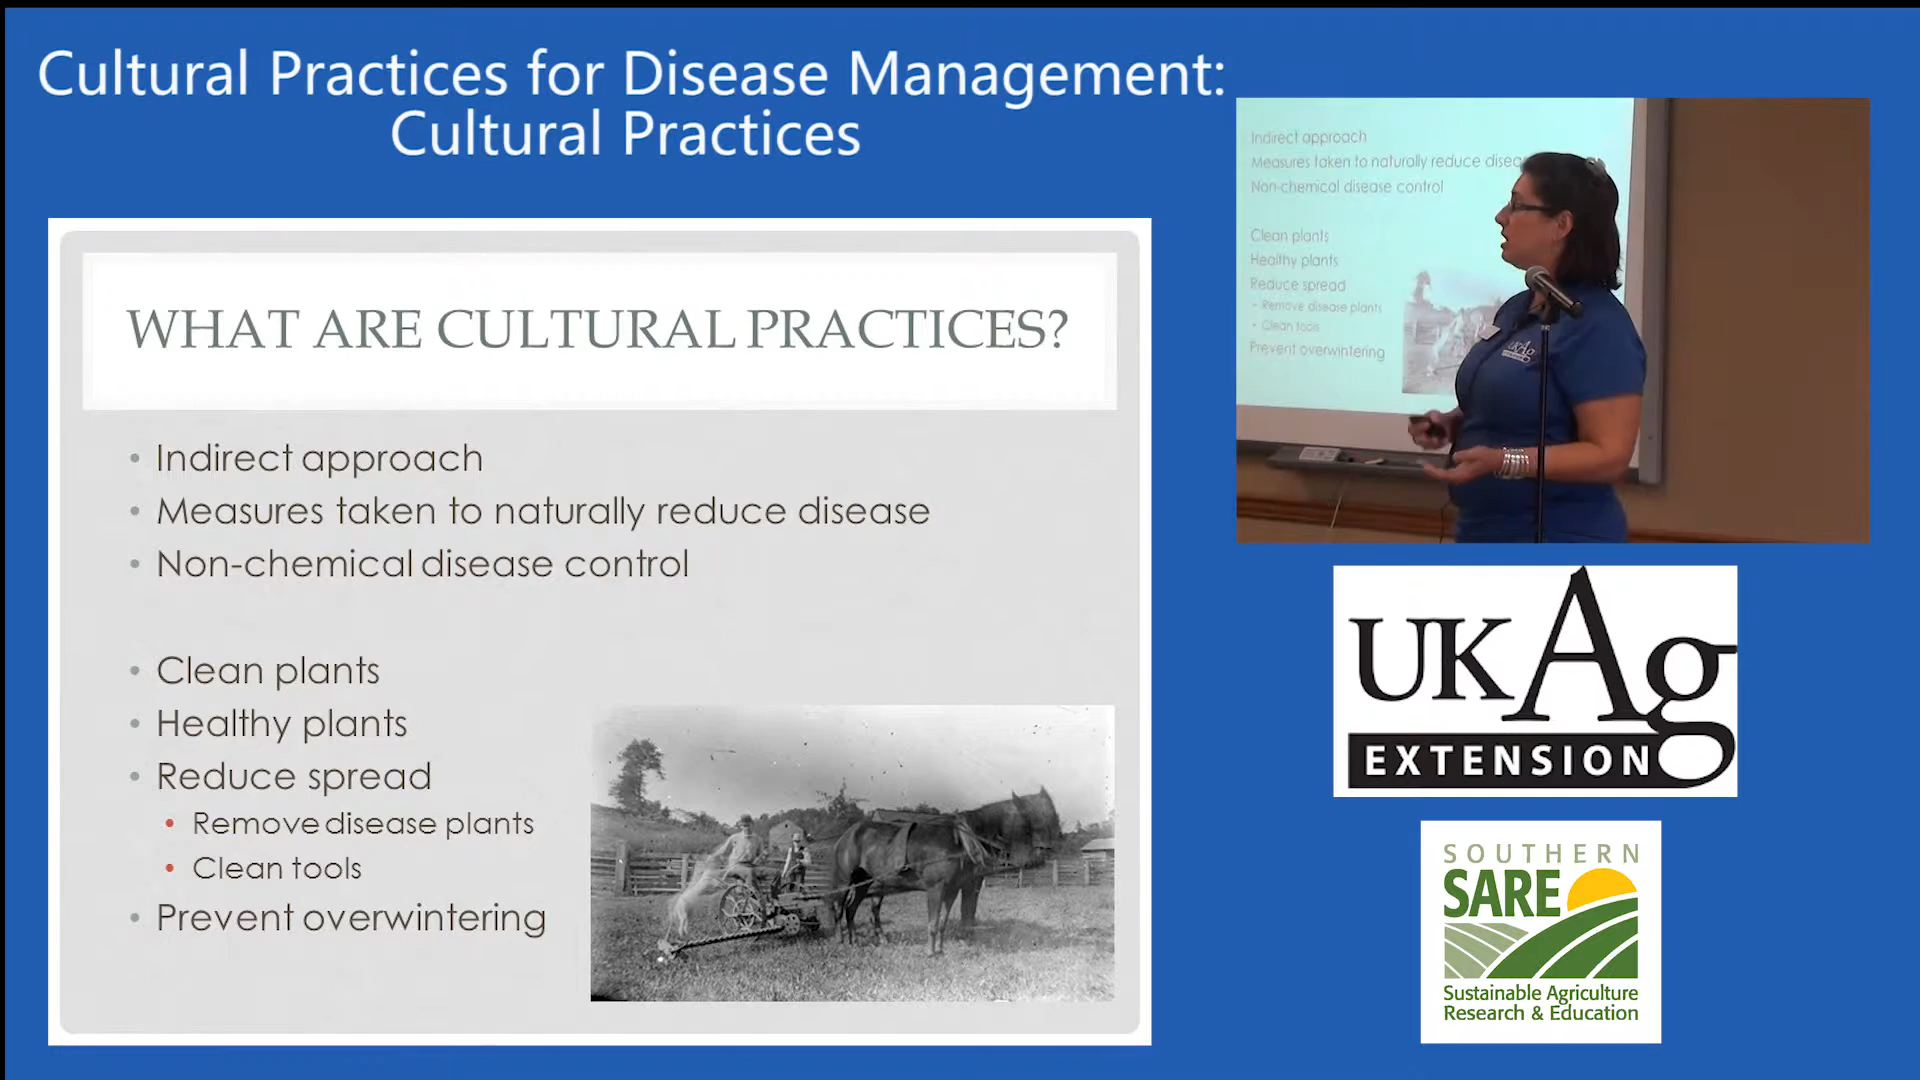 Cultural Practices for Disease Management:
Cultural Practices
WHAT ARE CULTURAL PRACTICES?
• Indirect approach
• Measures taken to naturally reduce disease
• Non-chemical disease control
• Clean plants
• Healthy plants
• Reduce spread
• Remove disease plants
• Clean tools
• Prevent overwintering
Indirect approach
Measures taken to naturally reduce
Non-chemical disease control
Clean plants
Healthy plants
Reduce spread
• Remove disease plants
• Clean tools
Prevent overwintering
UKAg
UKAg
EXTENSION
SOUTHERN
SARE
Sustainable Agriculture
Research & Education